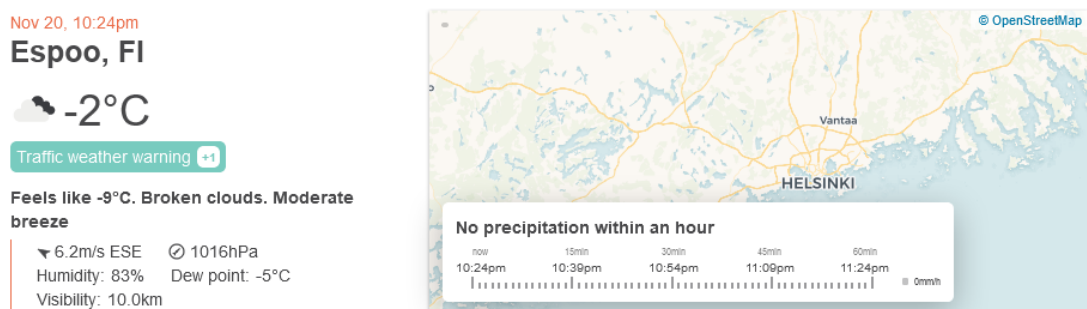 Nov 20, 10:24pm
Espoo, FI
-2°C
Traffic weather warning +1
Feels like -9°C. Broken clouds. Moderate
breeze
6.2m/s ESE 1016hPa
Humidity: 83% Dew point: -5°C
Visibility: 10.0km
© OpenStreetMap
Vantaa
HELSINKI
No precipitation within an hour
now 15min 30min 45min 60min
10:24pm 10:39pm 10:54pm 11:09pm 11:24pm
0mm/h